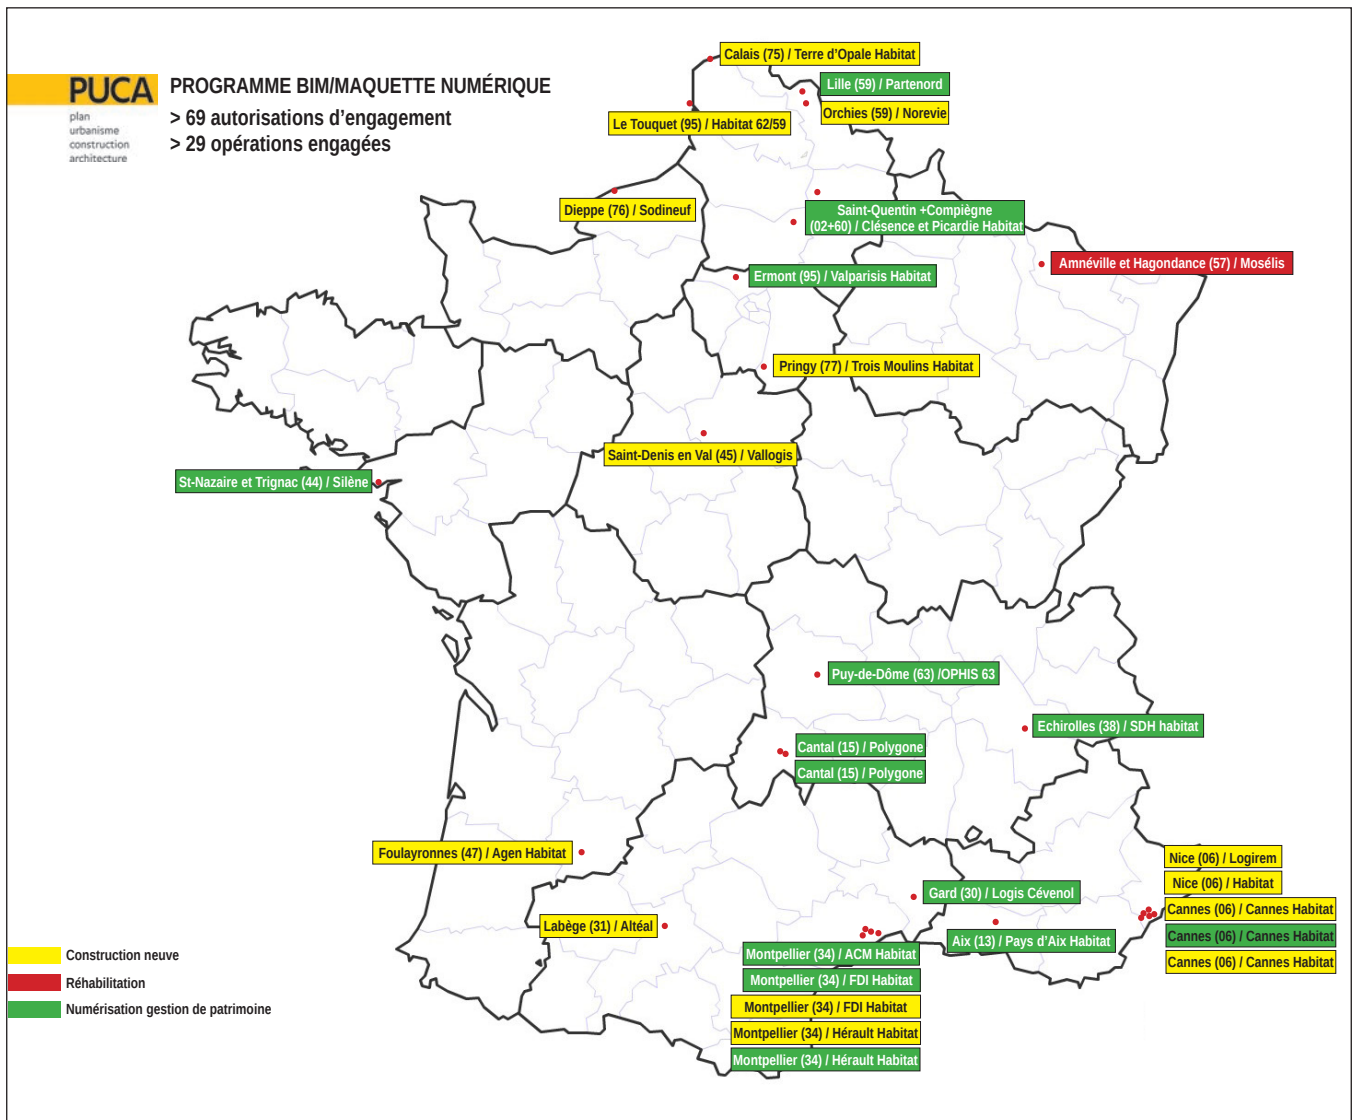 PUCA
plan
urbanisme
construction
architecture
PROGRAMME BIM/MAQUETTE NUMÉRIQUE
> 69 autorisations d’engagement
> 29 opérations engagées
Calais (75) / Terre d’Opale Habitat
Lille (59) / Partenord
Orchies (59) / Norevie
Le Touquet (95) / Habitat 62/59
Dieppe (76) / Sodineuf
Saint-Quentin +Compiègne
(02+60) / Clésence et Picardie Habitat
Amnéville et Hagondance (57) / Mosélis
Ermont (95) / Valparisis Habitat
Pringy (77) / Trois Moulins Habitat
Saint-Denis en Val (45) / Vallogis
St-Nazaire et Trignac (44) / Silène
Puy-de-Dôme (63) /OPHIS 63
Echirolles (38) / SDH habitat
Cantal (15) / Polygone
Cantal (15) / Polygone
Foulayronnes (47) / Agen Habitat
Nice (06) / Logirem
Nice (06) / Habitat
Cannes (06) / Cannes Habitat
Cannes (06) / Cannes Habitat
Cannes (06) / Cannes Habitat
Gard (30) / Logis Cévenol
Labège (31) / Altéal
Aix (13) / Pays d’Aix Habitat
Montpellier (34) / ACM Habitat
Montpellier (34) / FDI Habitat
Montpellier (34) / FDI Habitat
Montpellier (34) / Hérault Habitat
Montpellier (34) / Hérault Habitat
Construction neuve
Réhabilitation
Numérisation gestion de patrimoine